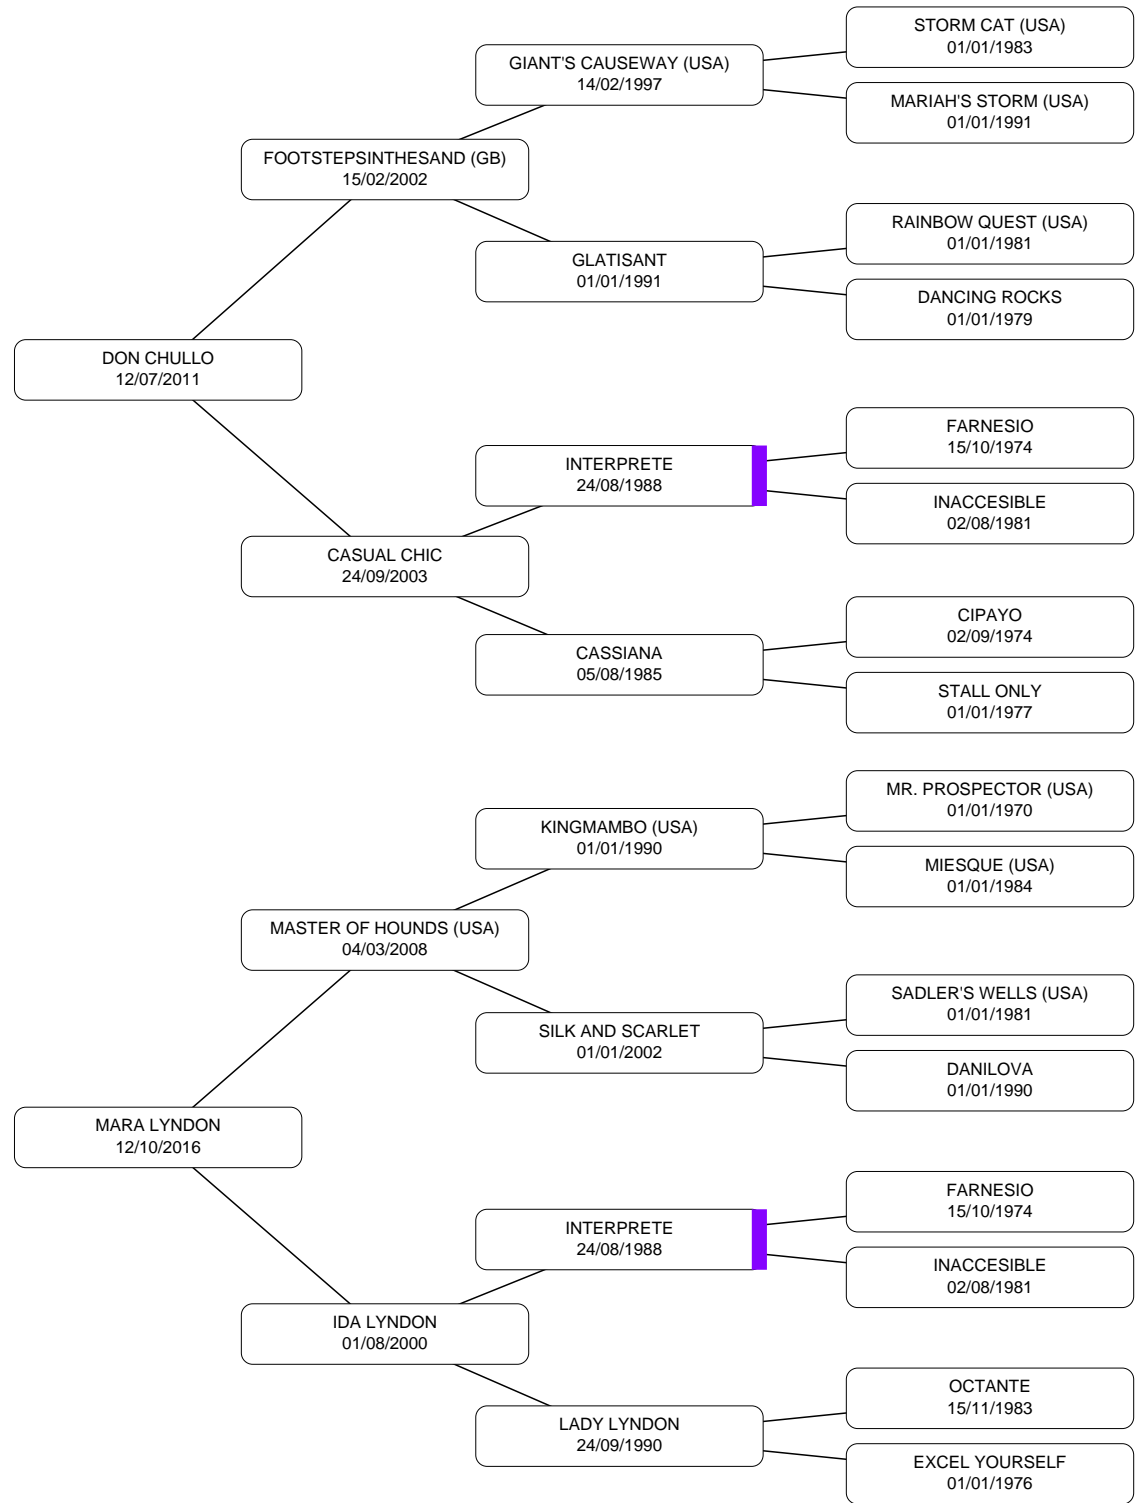 STORM CAT (USA)
01/01/1983
GIANT'S CAUSEWAY (USA)
14/02/1997
MARIAH'S STORM (USA)
01/01/1991
FOOTSTEPSINTHESAND (GB)
15/02/2002
RAINBOW QUEST (USA)
01/01/1981
GLATISANT
01/01/1991
DANCING ROCKS
01/01/1979
DON CHULLO
12/07/2011
FARNESIO
15/10/1974
INTERPRETE
24/08/1988
INACCESIBLE
02/08/1981
CASUAL CHIC
24/09/2003
CIPAYO
02/09/1974
CASSIANA
05/08/1985
STALL ONLY
01/01/1977
MR. PROSPECTOR (USA)
01/01/1970
KINGMAMBO (USA)
01/01/1990
MIESQUE (USA)
01/01/1984
MASTER OF HOUNDS (USA)
04/03/2008
SADLER'S WELLS (USA)
01/01/1981
SILK AND SCARLET
01/01/2002
DANILOVA
01/01/1990
MARA LYNDON
12/10/2016
FARNESIO
15/10/1974
INTERPRETE
24/08/1988
INACCESIBLE
02/08/1981
IDA LYNDON
01/08/2000
OCTANTE
15/11/1983
LADY LYNDON
24/09/1990
EXCEL YOURSELF
01/01/1976